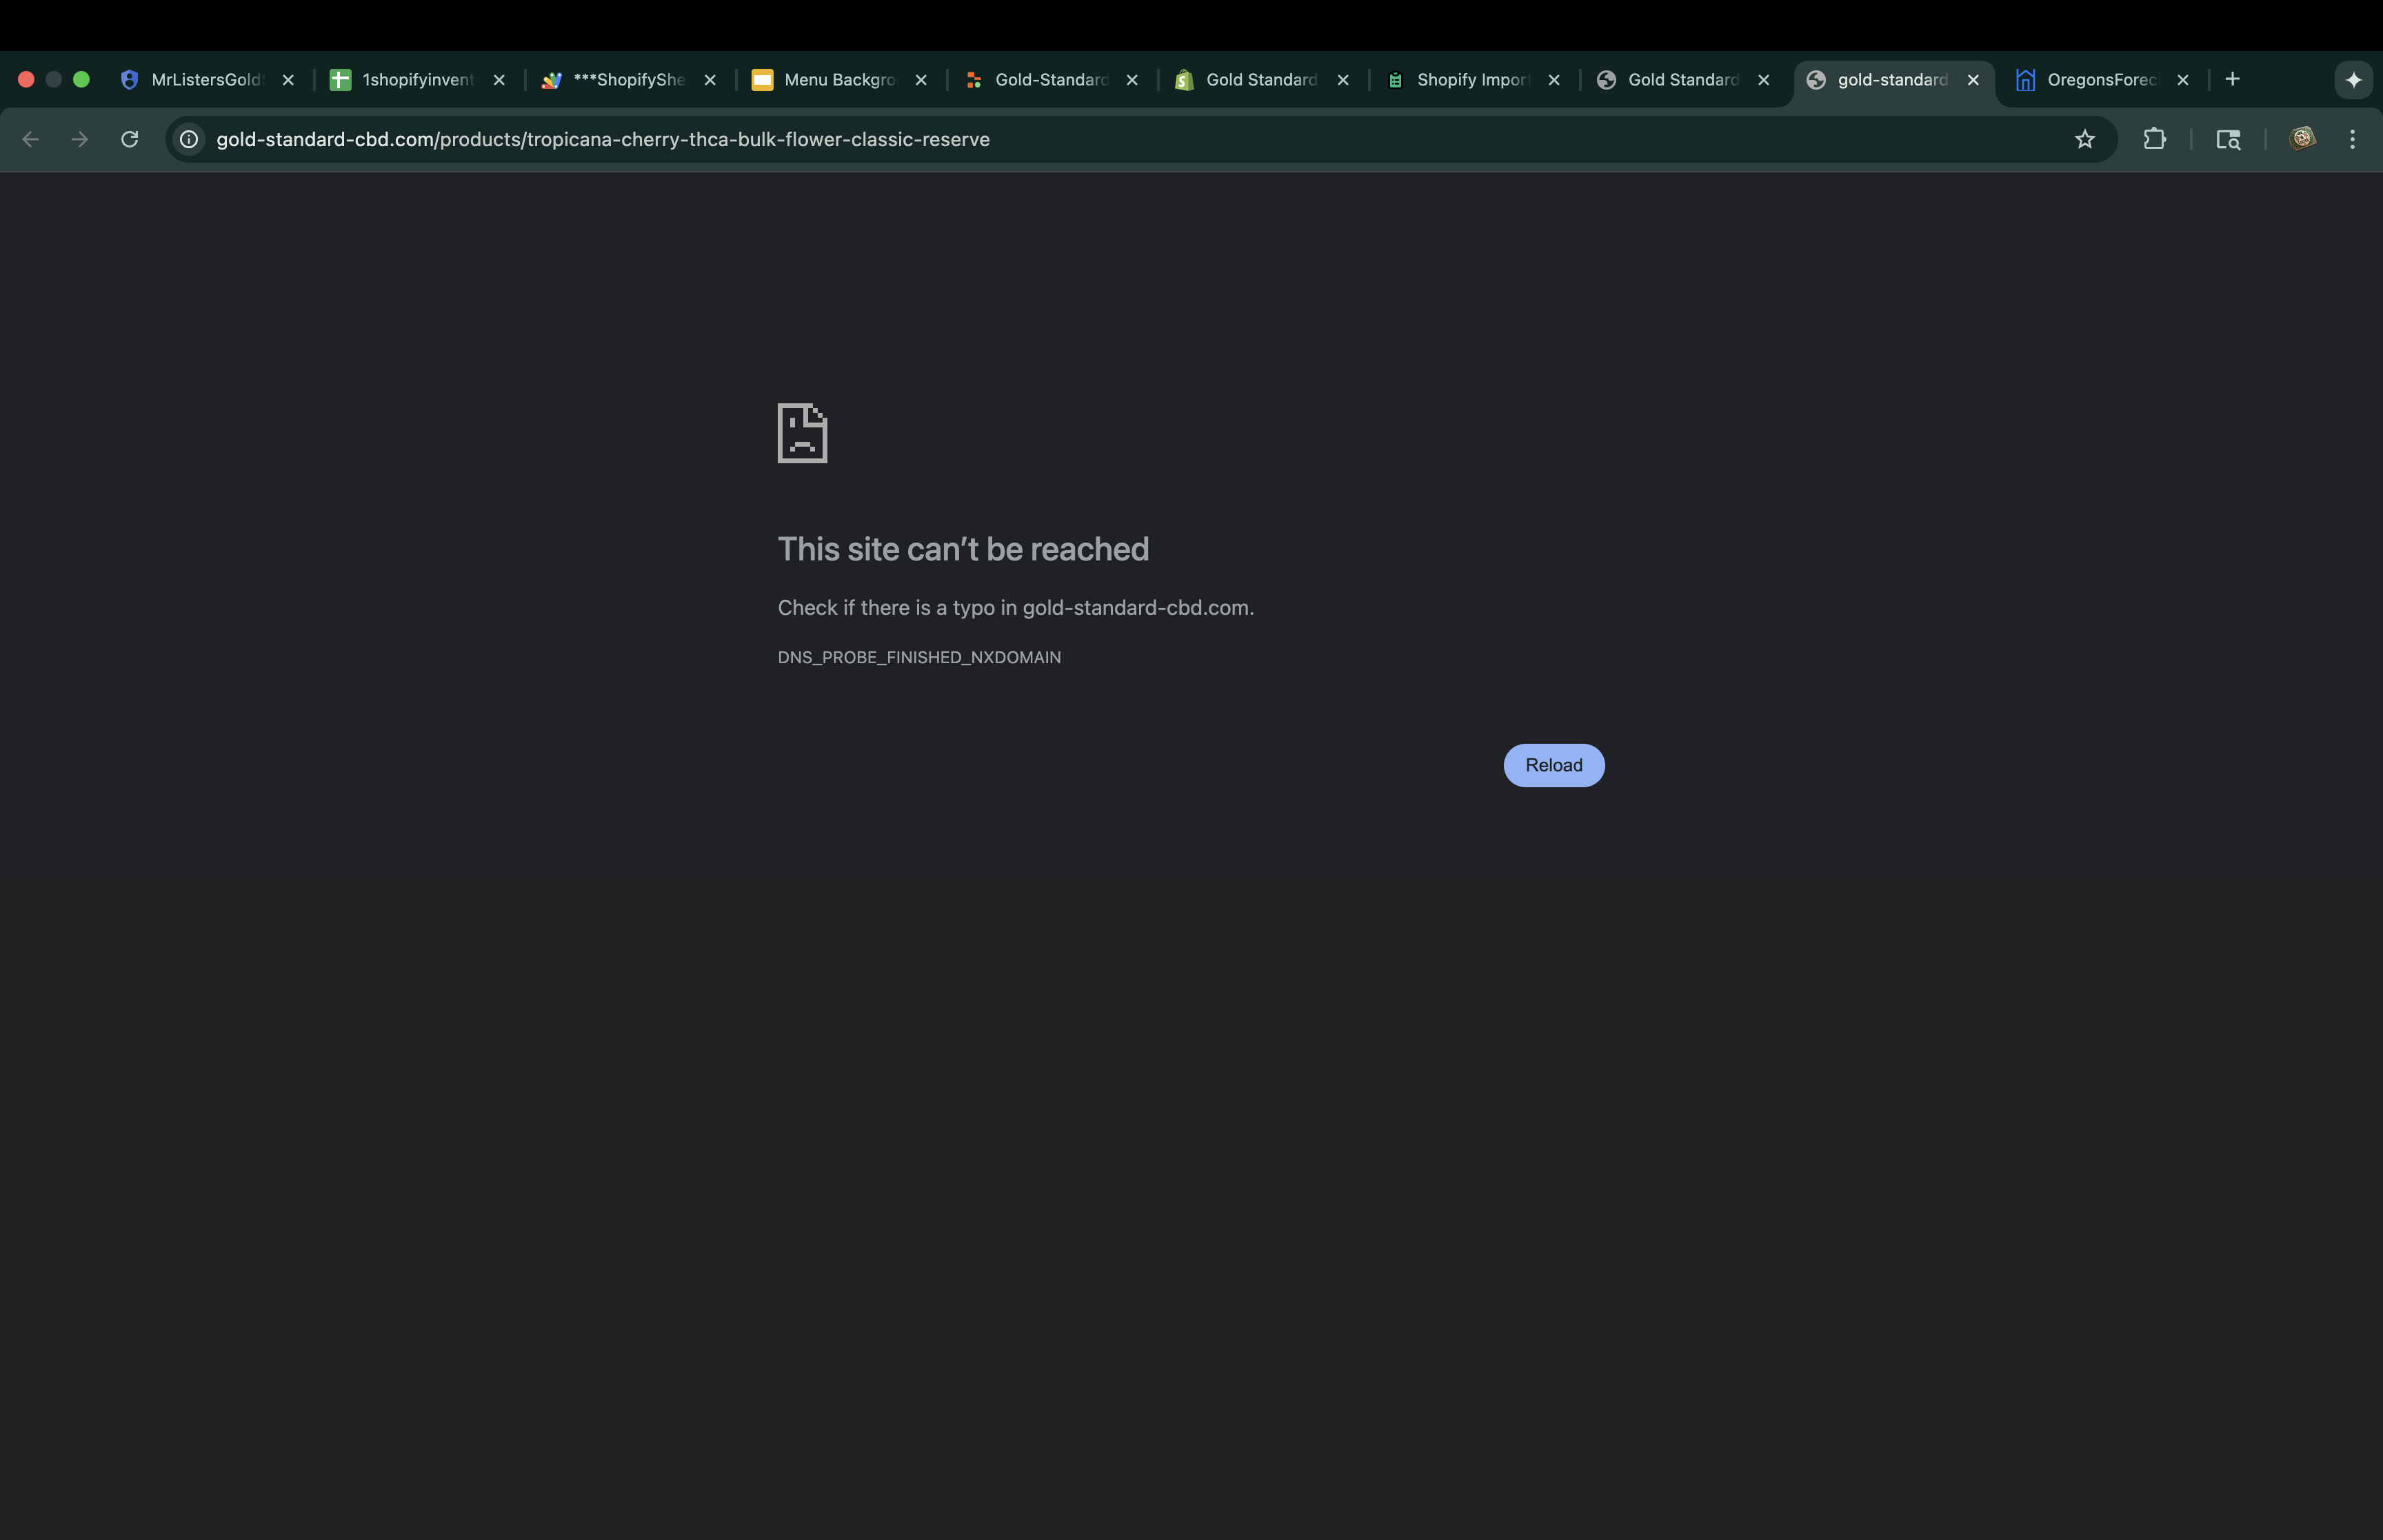 MrListersGold
1shopifyinvent
***ShopifyShe
Menu Backgro
Gold-Standard
Gold Standard
Shopify Import
Gold Standard
gold-standard
OregonsForec
gold-standard-cbd.com/products/tropicana-cherry-thca-bulk-flower-classic-reserve
This site can’t be reached
Check if there is a typo in gold-standard-cbd.com.
DNS_PROBE_FINISHED_NXDOMAIN
Reload